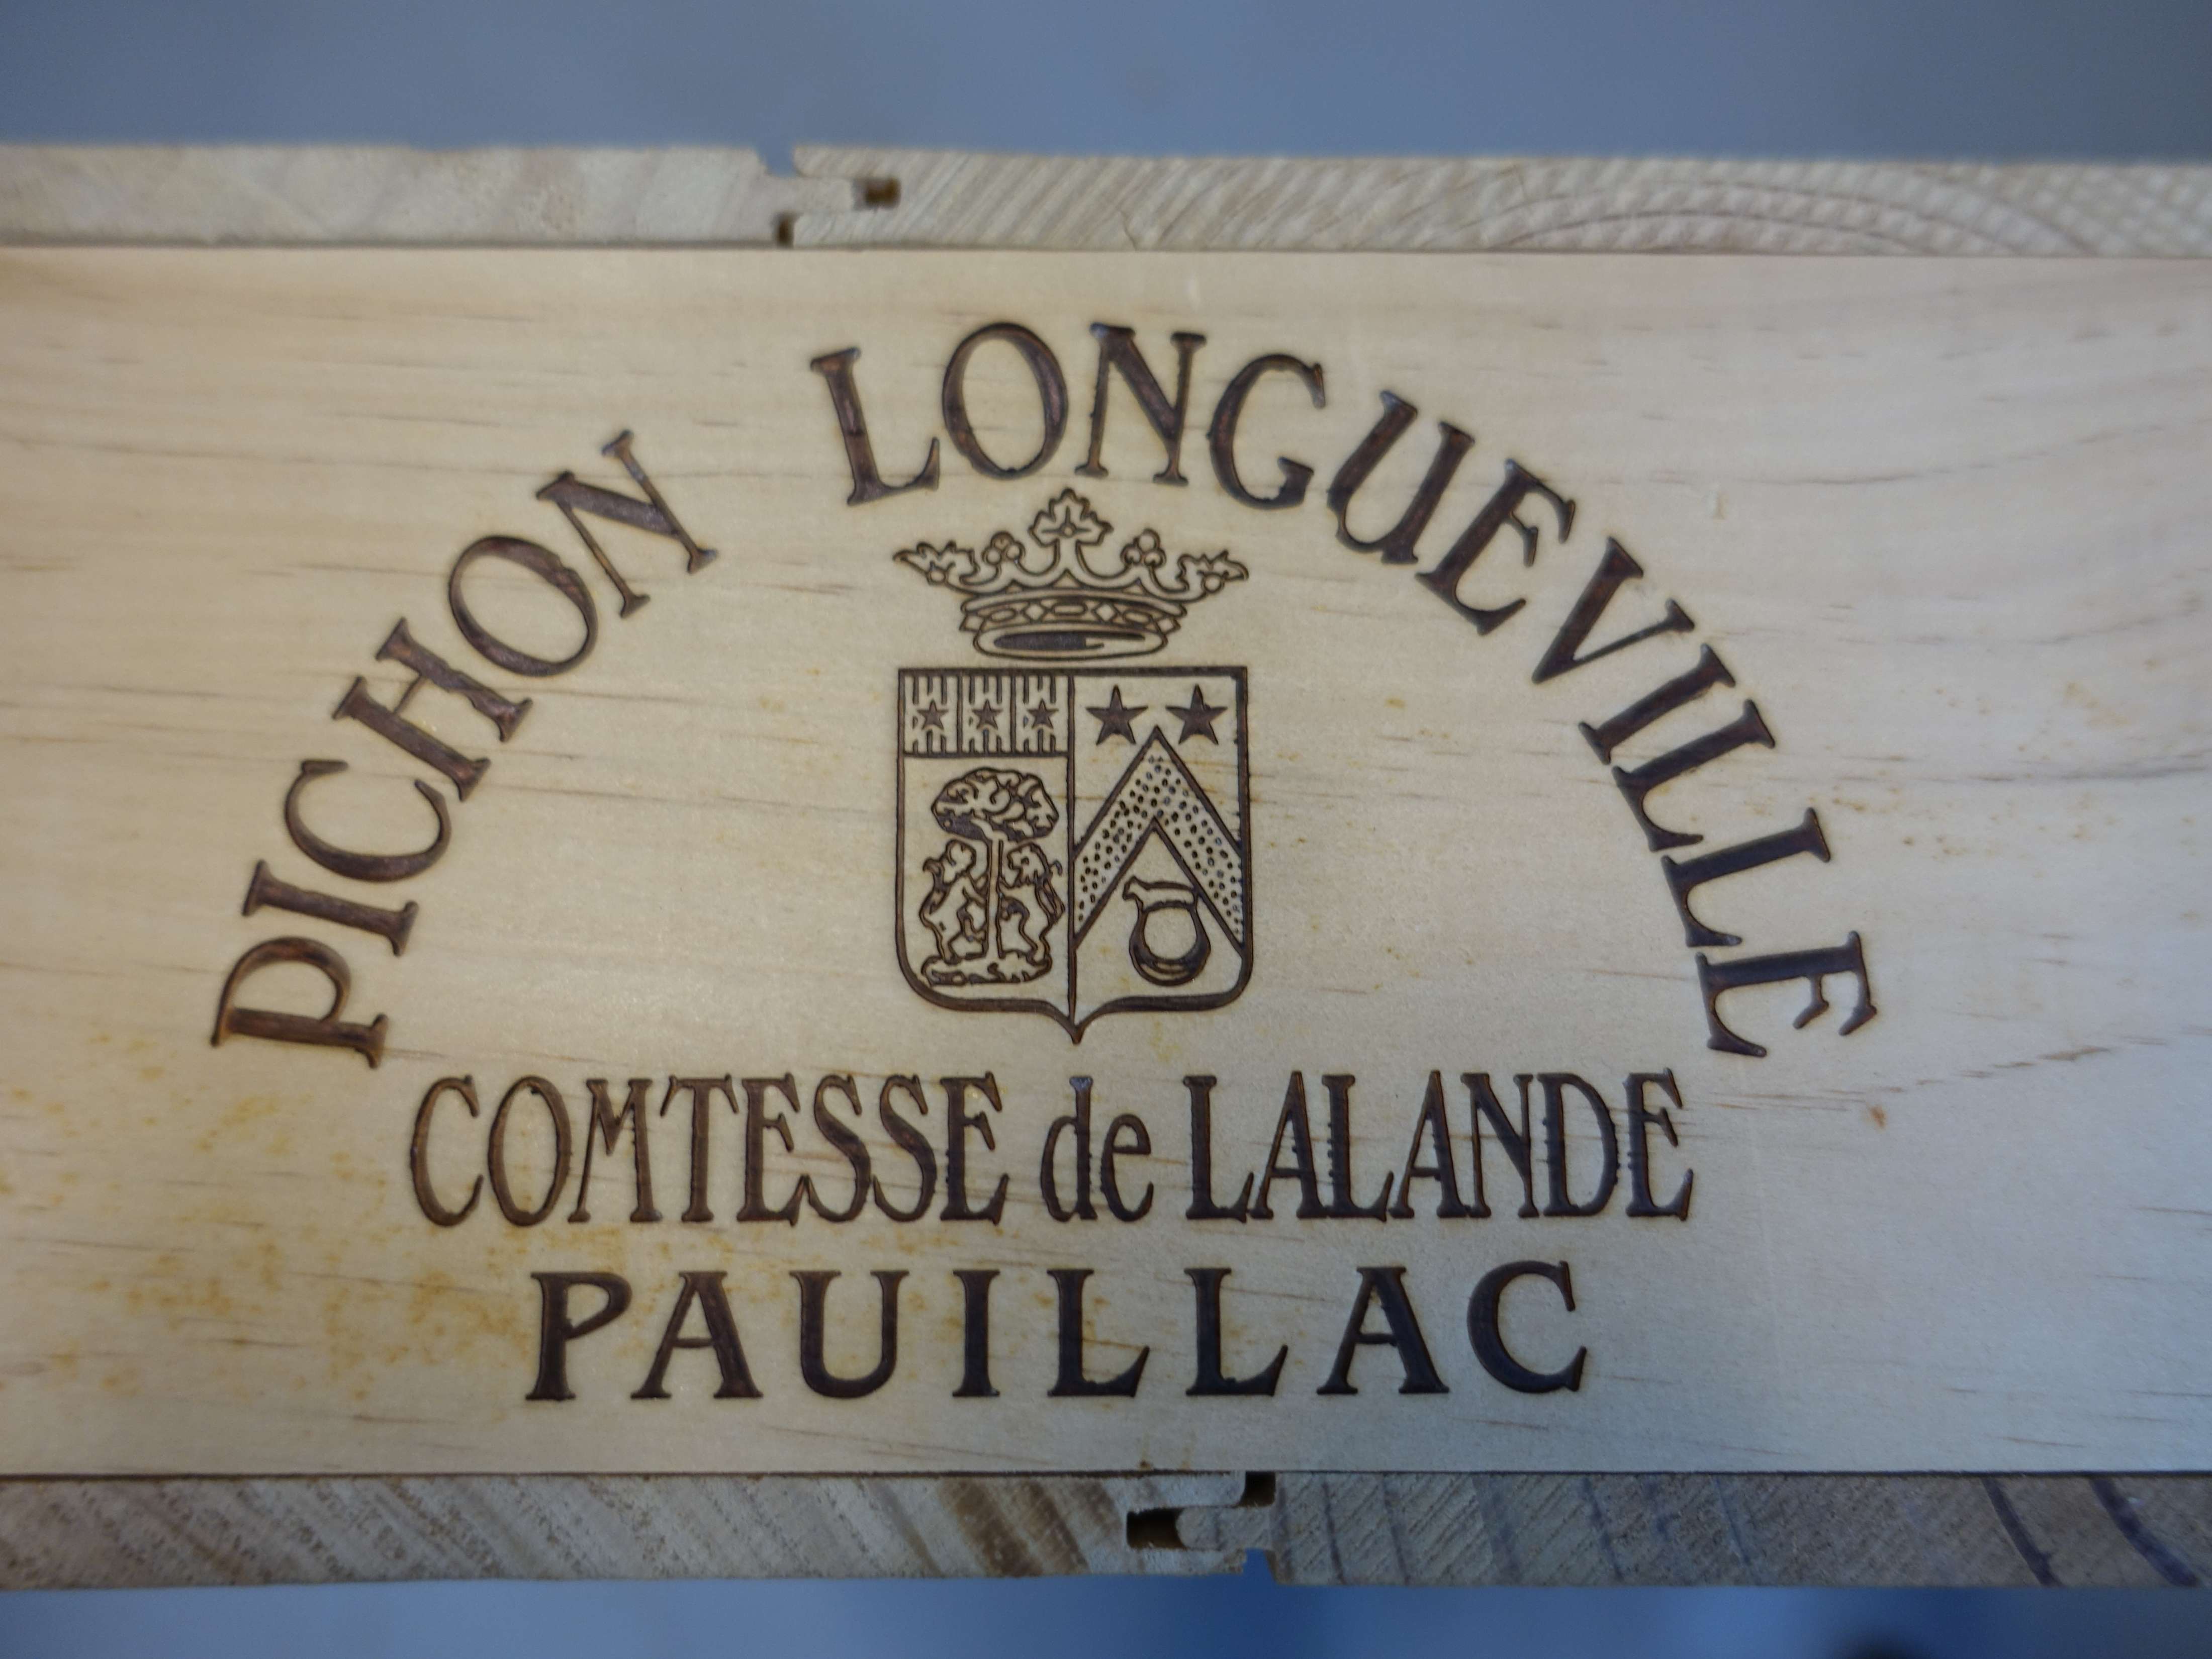 PICHON LONGUEVILLE
COMTESSE de LALANDE
PAUILLAC